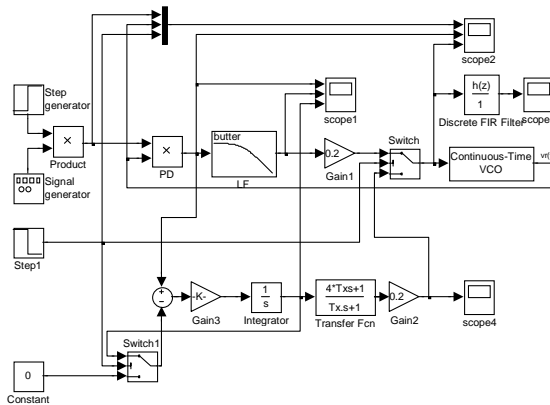 Step
generator
Product
Signal
generator
PD
butter
LF
scope1
0.2
Gain1
Switch
scope2
h(z)
1
Discrete FIR Filter
scope
Continuous-Time
VCO
Step1
-K-
Gain3
1
s
Integrator
4*Txs+1
Tx.s+1
Transfer Fcn
0.2
Gain2
scope4
Switch1
0
Constant